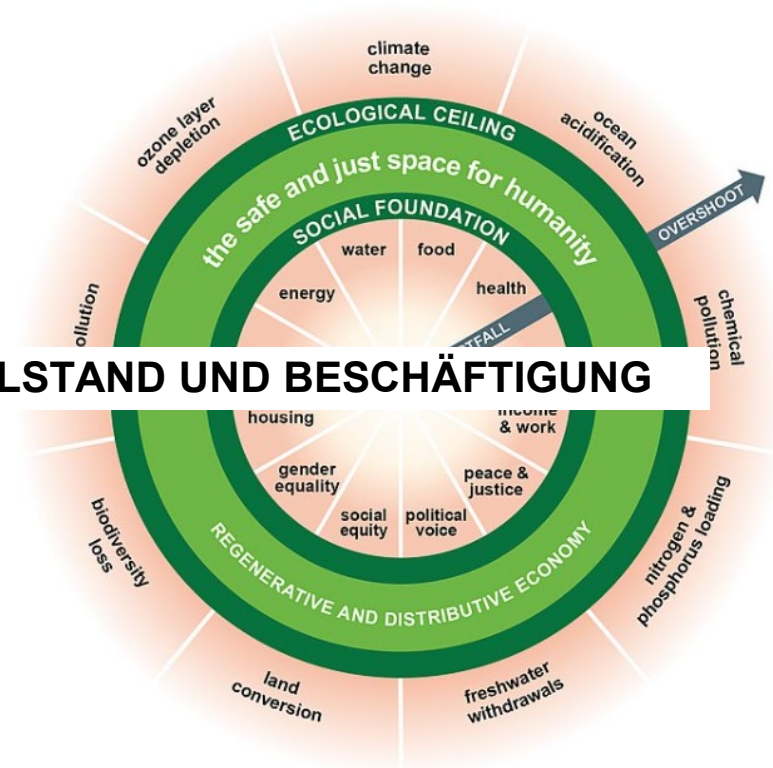 climate
change
ozone layer
depletion
ocean
acidification
ECOLOGICAL CEILING
the safe and just space for humanity
SOCIAL FOUNDATION
OVERSHOOT
water
food
energy
health
chemical
pollution
LSTAND UND BESCHÄFTIGUNG
housing
income
& work
gender
equality
peace &
justice
social
equity
political
voice
biodiversity
loss
nitrogen &
phosphorus loading
REGENERATIVE AND DISTRIBUTIVE ECONOMY
land
conversion
freshwater
withdrawals